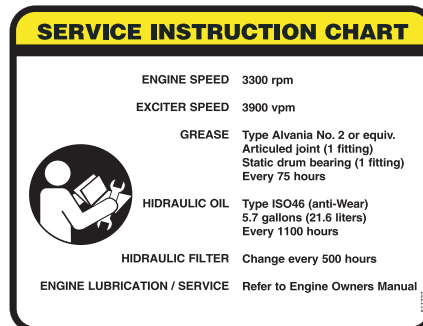 SERVICE INSTRUCTION CHART
ENGINE SPEED 3300 rpm
EXCITER SPEED 3900 vpm
GREASE Type Alvania No. 2 or equiv.
Articuled joint (1 fitting)
Static drum bearing (1 fitting)
Every 75 hours
HIDRAULIC OIL Type ISO46 (anti-Wear)
5.7 gallons (21.6 liters)
Every 1100 hours
HIDRAULIC FILTER Change every 500 hours
ENGINE LUBRICATION / SERVICE Refer to Engine Owners Manual